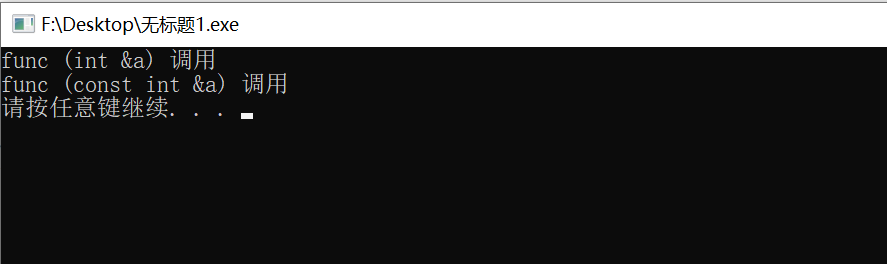 F:\Desktop\无标题1.exe
func (int &a) 调用
func (const int &a) 调用
请按任意键继续. . .